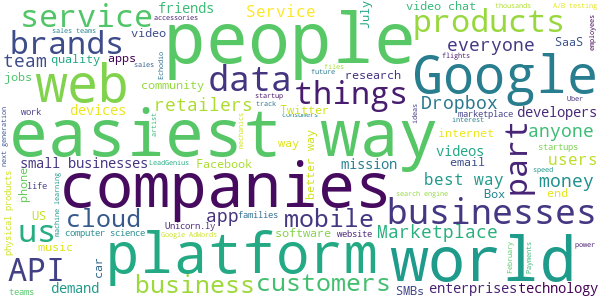 accessories
thousands
A/B testing
sales teams
friends
video chat
July
service
Service
SaaS
employees
brands
video
people
products
everyone
team
quality
apps
sales
Echodio
jobs
files
flights
future
research
Google
web
data
things
community
startup
Uber
devices
retailers
track
Twitter
Dropbox
marketplace
developers
next generation
work
artist
mechanics
consumers
interest
ideas
easiest way
part
internet
anyone
startups
small businesses
Facebook
way
better way
mission
videos
email
users
phone
life
machine learning
LeadGenius
companies
best way
Box
money
speed
search engine
end
physical products
US
us
cloud
app
families
Unicorn.ly
mobile
businesses
music
computer science
Google AdWords
software
website
Marketplace
API
car
platform
world
February
Payments
power
teams
demand
business
customers
SMBs
enterprises
technology